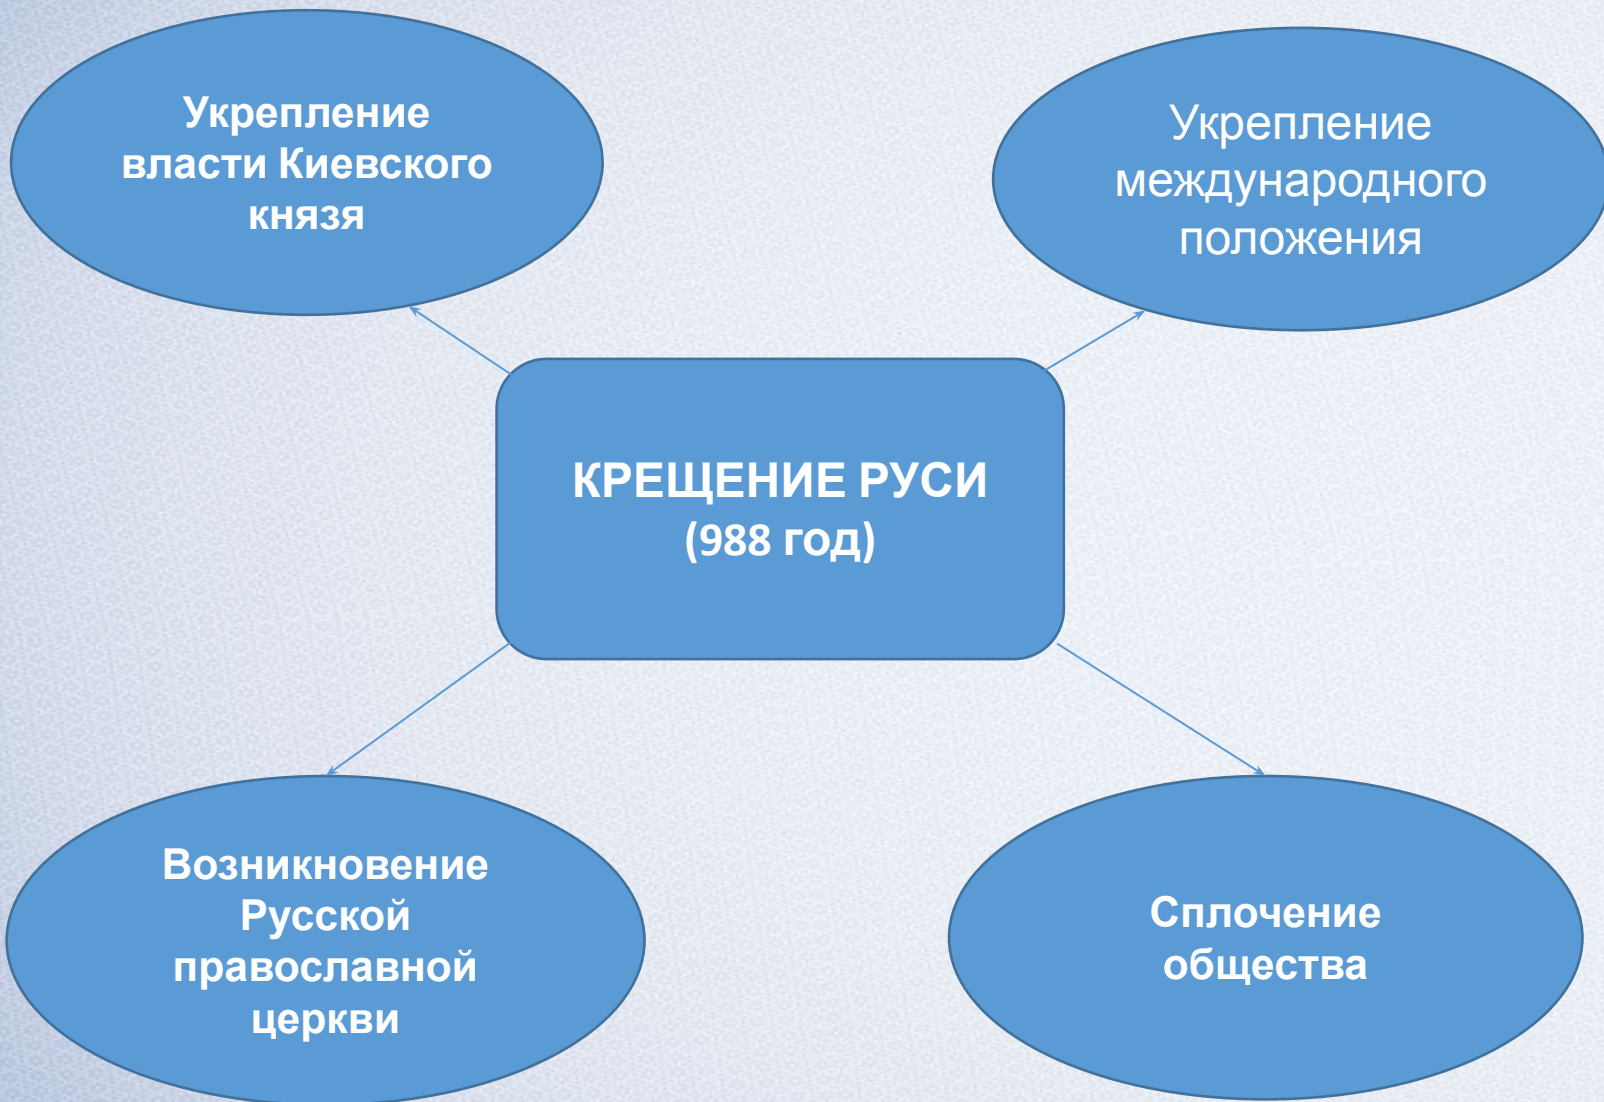 Укрепление
власти Киевского
князя
Укрепление
международного
положения
КРЕЩЕНИЕ РУСИ
(988 год)
Возникновение
Русской
православной
церкви
Сплочение
общества